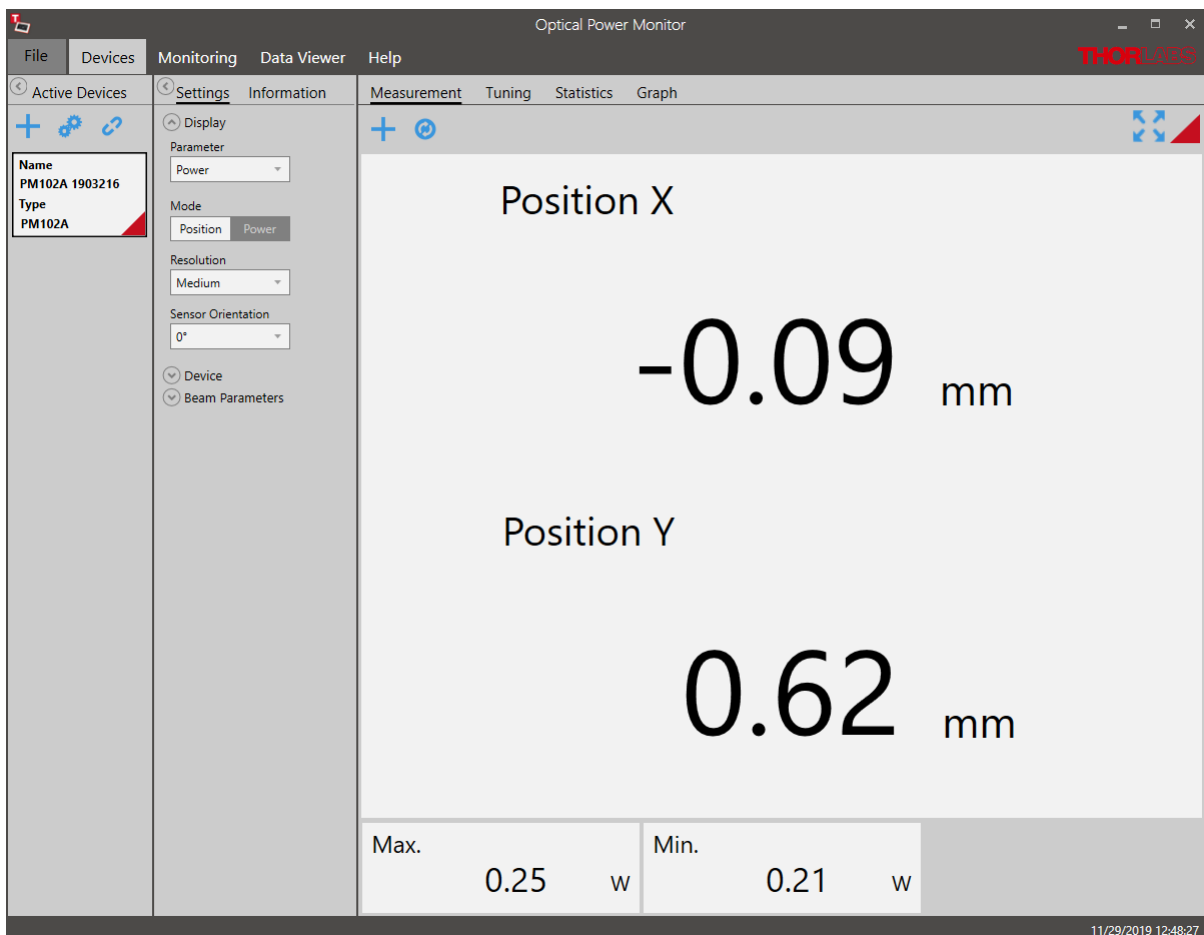 Optical Power Monitor
File Devices Monitoring Data Viewer Help
THORLABS
Active Devices
Settings Information
Measurement Tuning Statistics Graph
Name
PM102A 1903216
Type
PM102A
Display
Parameter
Power
Mode
Position Power
Resolution
Medium
Sensor Orientation
0°
Device
Beam Parameters
Position X
-0.09 mm
Position Y
0.62 mm
Max.
0.25 W
Min.
0.21 W
11/29/2019 12:48:27